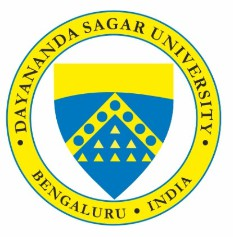 DAYANANDA SAGAR UNIVERSITY
BENGALURU • INDIA